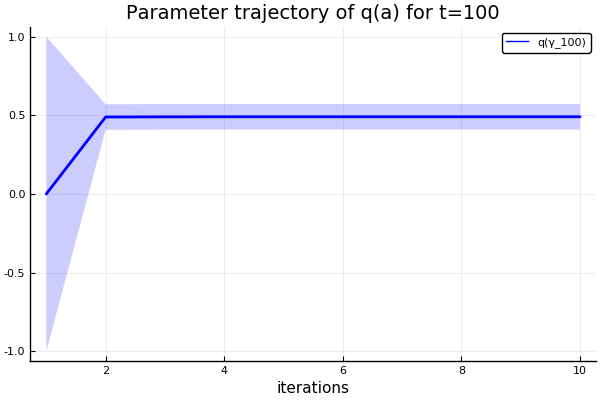 Parameter trajectory of q(a) for t=100
q(γ_100)
1.0
0.5
0.0
-0.5
-1.0
2 4 6 8 10
iterations